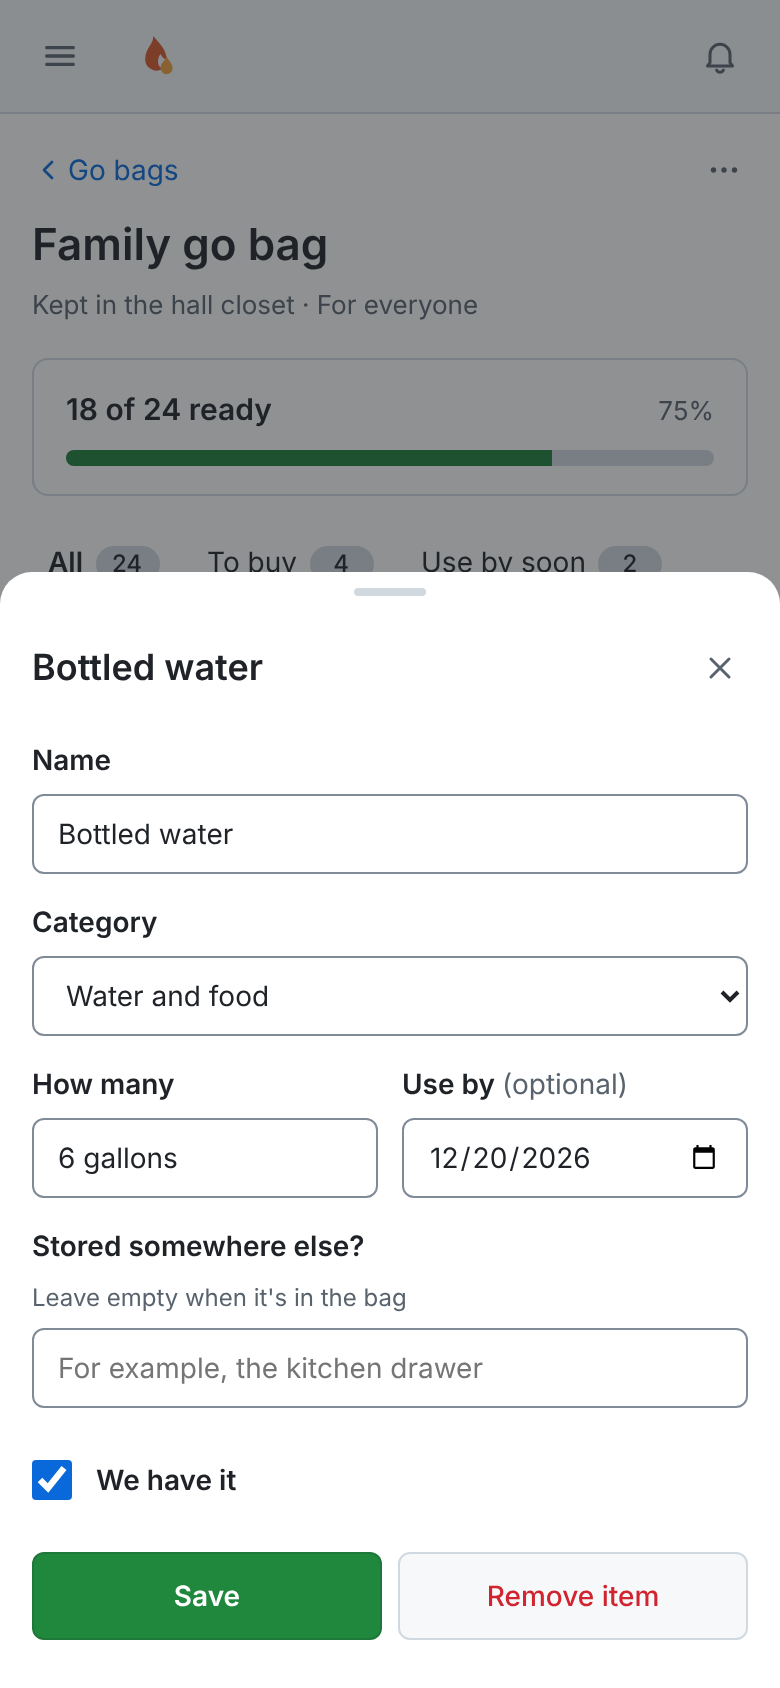 Go bags
Family go bag
Kept in the hall closet · For everyone
18 of 24 ready 75%
All 24 To buy 4 Use by soon 2
Bottled water
Name
Bottled water
Category
Water and food
How many Use by (optional)
6 gallons 12/20/2026
Stored somewhere else?
Leave empty when it's in the bag
For example, the kitchen drawer
We have it
Save Remove item